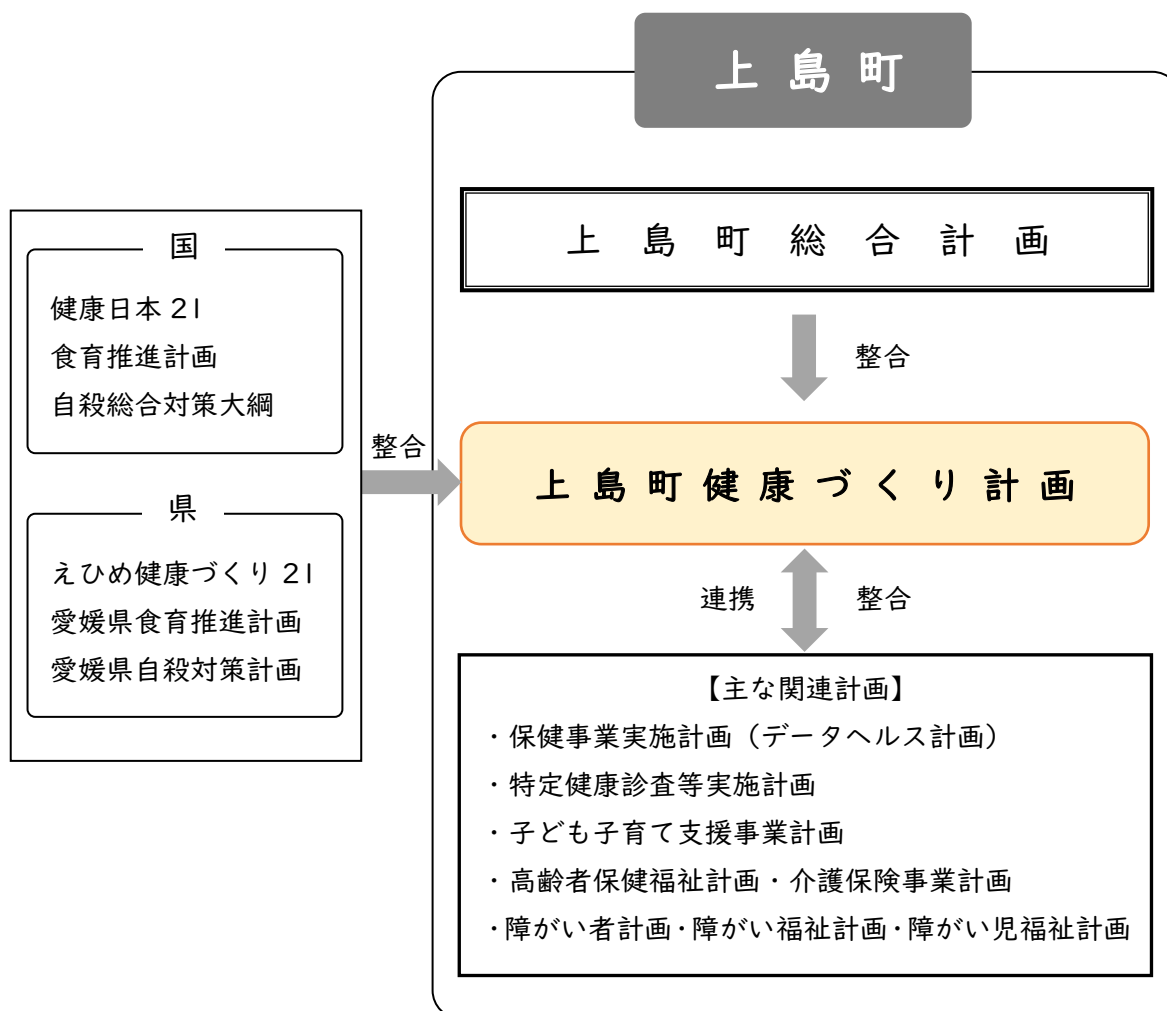 上島町
上島町総合計画
国
健康日本 21
食育推進計画
自殺総合対策大綱
整合
整合
上島町健康づくり計画
県
えひめ健康づくり 21
愛媛県食育推進計画
愛媛県自殺対策計画
連携 整合
【主な関連計画】
・保健事業実施計画（データヘルス計画）
・特定健康診査等実施計画
・子ども子育て支援事業計画
・高齢者保健福祉計画・介護保険事業計画
・障がい者計画・障がい福祉計画・障がい児福祉計画